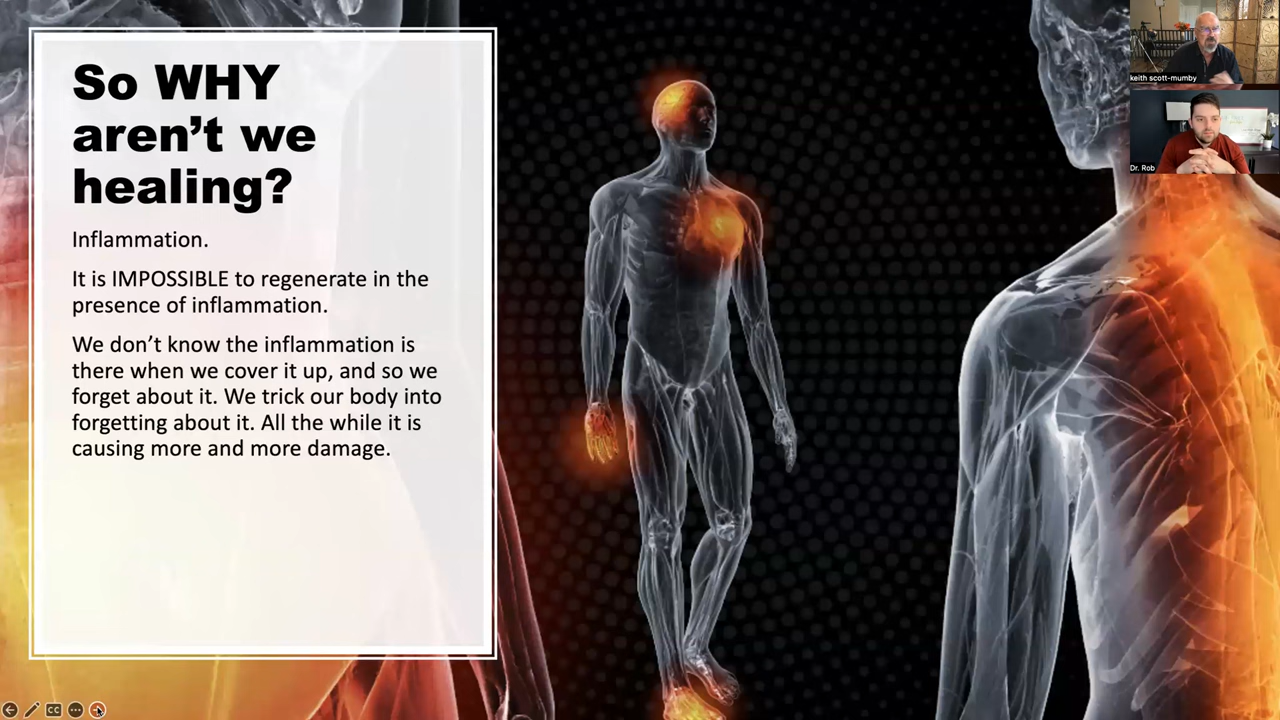 So WHY
aren’t we
healing?
Inflammation.
It is IMPOSSIBLE to regenerate in the
presence of inflammation.
We don’t know the inflammation is
there when we cover it up, and so we
forget about it. We trick our body into
forgetting about it. All the while it is
causing more and more damage.
keith scott-mumby
Dr. Rob
CC